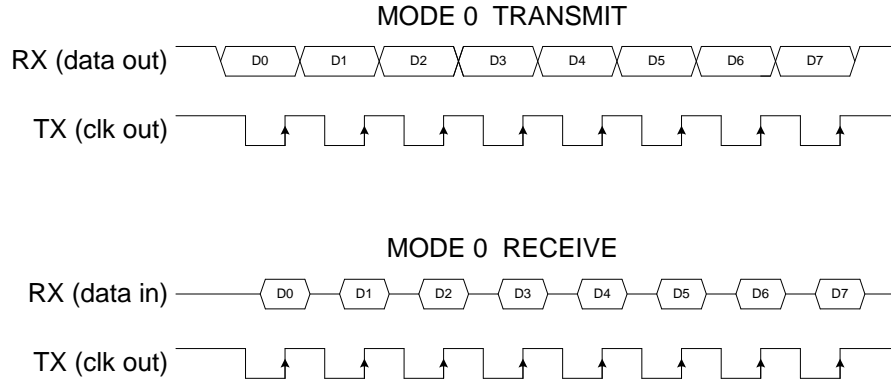 MODE 0 TRANSMIT
RX (data out) D0 D1 D2 D3 D4 D5 D6 D7
TX (clk out)
MODE 0 RECEIVE
RX (data in) D0 D1 D2 D3 D4 D5 D6 D7
TX (clk out)